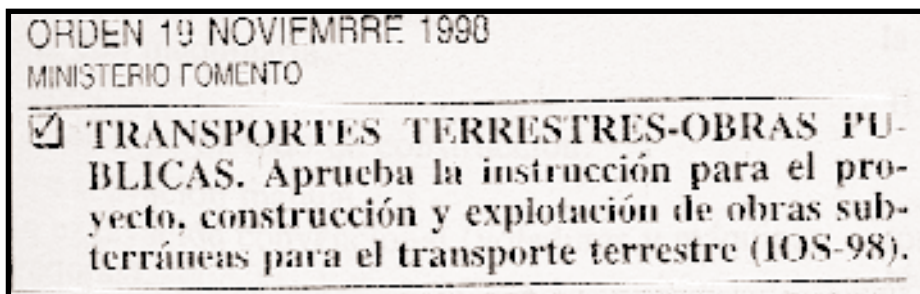 ORDEN 19 NOVIEMBRE 1998
MINISTERIO FOMENTO
TRANSPORTES TERRESTRES-OBRAS PU-
BLICAS. Aprueba la instrucción para el pro-
yecto, construcción y explotación de obras sub-
terráneas para el transporte terrestre (IOS-98).